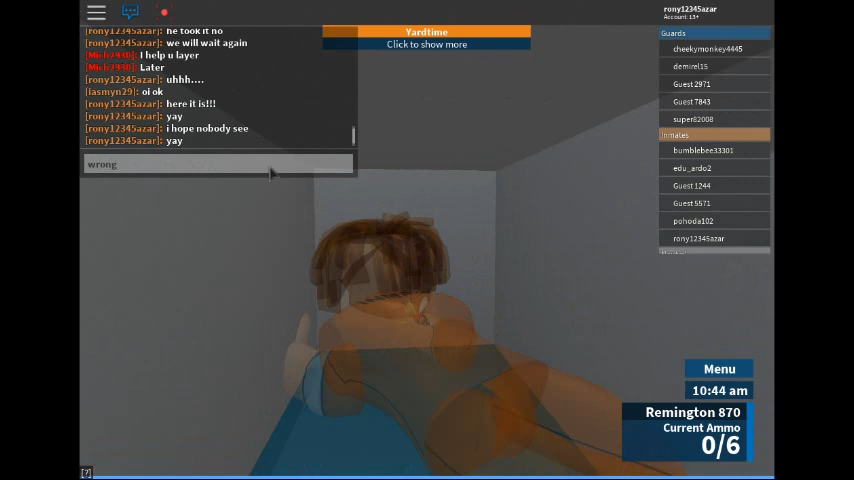 rony12345azar
Account: 13+
[rony12345azar]: he took it no
[rony12345azar]: we will wait again
I help u layer
Later
[rony12345azar]: uhhh....
[iasmyn29]: oi ok
[rony12345azar]: here it is!!!
[rony12345azar]: yay
[rony12345azar]: i hope nobody see
[rony12345azar]: yay
wrong
Yardtime
Click to show more
Guards
cheekymonkey4445
demirel15
Guest 2971
Guest 7843
super82008
Inmates
bumblebee33301
edu_ardo2
Guest 1244
Guest 5571
pohoda102
rony12345azar
Menu
10:44 am
Remington 870
Current Ammo
0/6
[?]